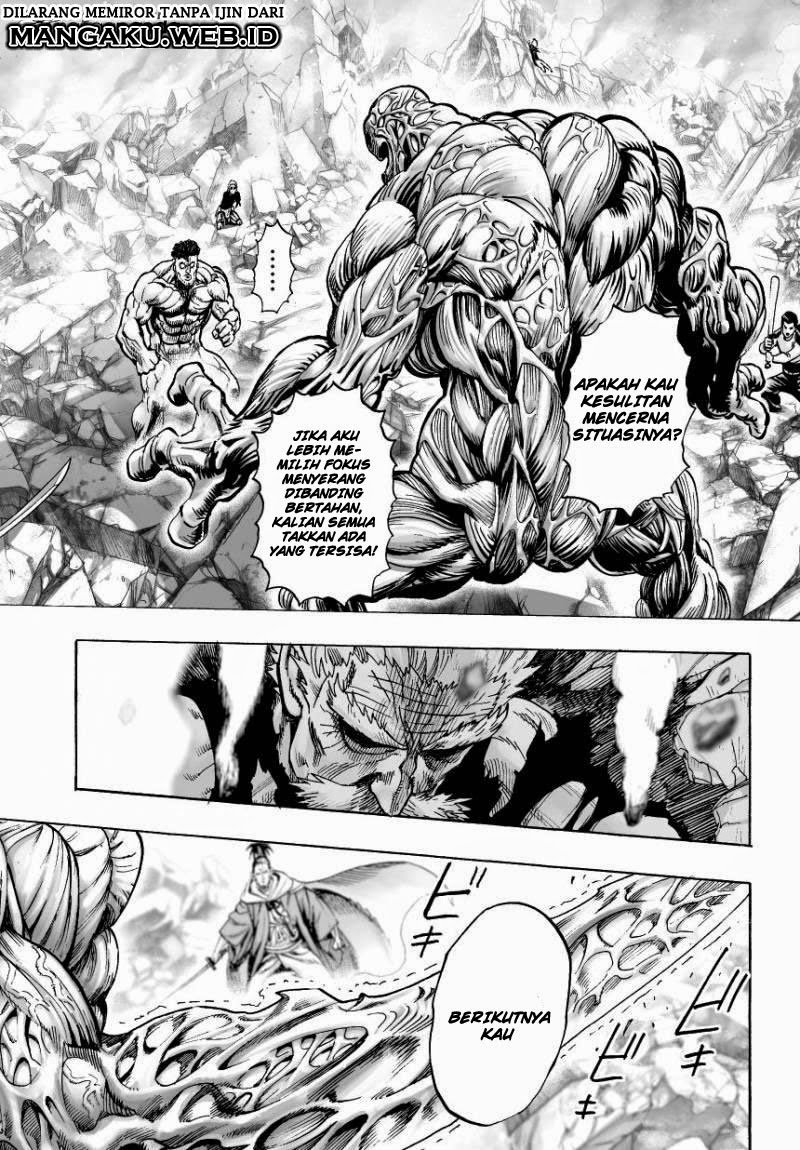 DILARANG MEMIROR TANPA IJIN DARI
MANGAKU.WEB.ID
......
APAKAH KAU
KESULITAN
MENCERNA
SITUASINYA?
JIKA AKU
LEBIH ME-
MILIH FOKUS
MENYERANG
DIBANDING
BERTAHAN,
KALIAN SEMUA
TAKKAN ADA
YANG TERSISA!
ビキ
ビキ
ビキ
BERIKUTNYA
KAU